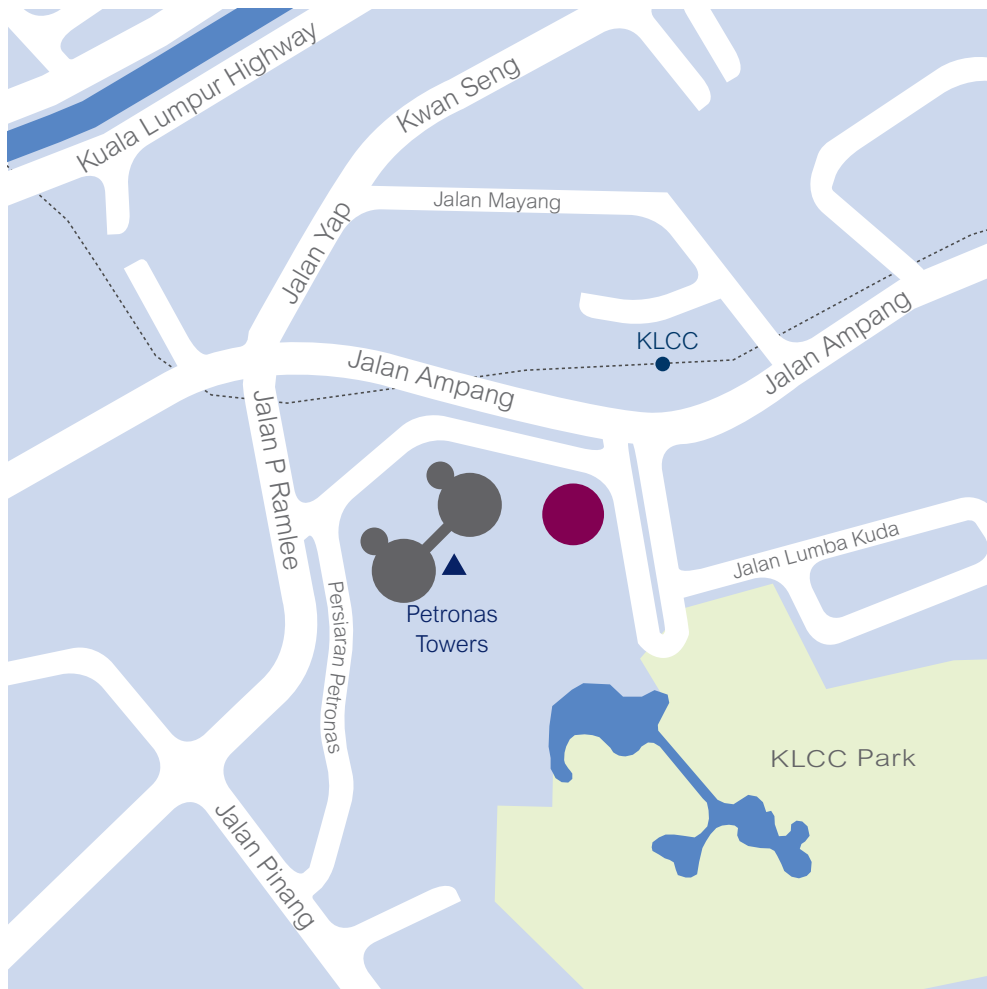 Kuala Lumpur Highway
Kwan Seng
Jalan Yap
Jalan Mayang
KLCC
Jalan Ampang
Jalan Ampang
Jalan P Ramlee
Jalan Lumba Kuda
Petronas
Towers
Persiaran Petronas
KLCC Park
Jalan Pinang